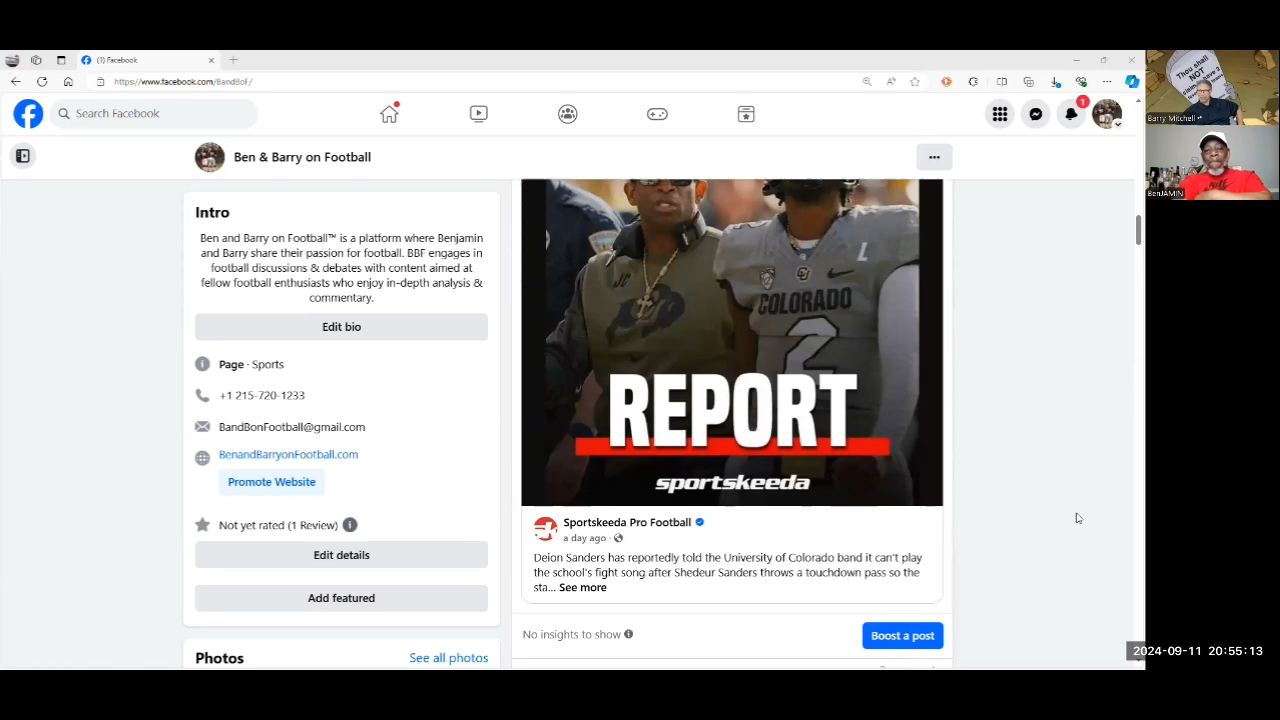 (1) Facebook
https://www.facebook.com/BandBoF/
Search Facebook
1
Ben & Barry on Football
Intro
Ben and Barry on Football™ is a platform where Benjamin
and Barry share their passion for football. BBF engages in
football discussions & debates with content aimed at
fellow football enthusiasts who enjoy in-depth analysis &
commentary.
Edit bio
Page · Sports
+1 215-720-1233
BandBonFootball@gmail.com
BenandBarryonFootball.com
Promote Website
Not yet rated (1 Review)
Edit details
Add featured
Photos
See all photos
L
CU
COLORADO
2
REPORT
sportskeeda
Sportskeeda Pro Football
a day ago ·
Deion Sanders has reportedly told the University of Colorado band it can't play
the school's fight song after Shedeur Sanders throws a touchdown pass so the
sta... See more
No insights to show
Boost a post
Thou shall
NOT
Barry Mitchell
BenJAMIN
2024-09-11 20:55:13